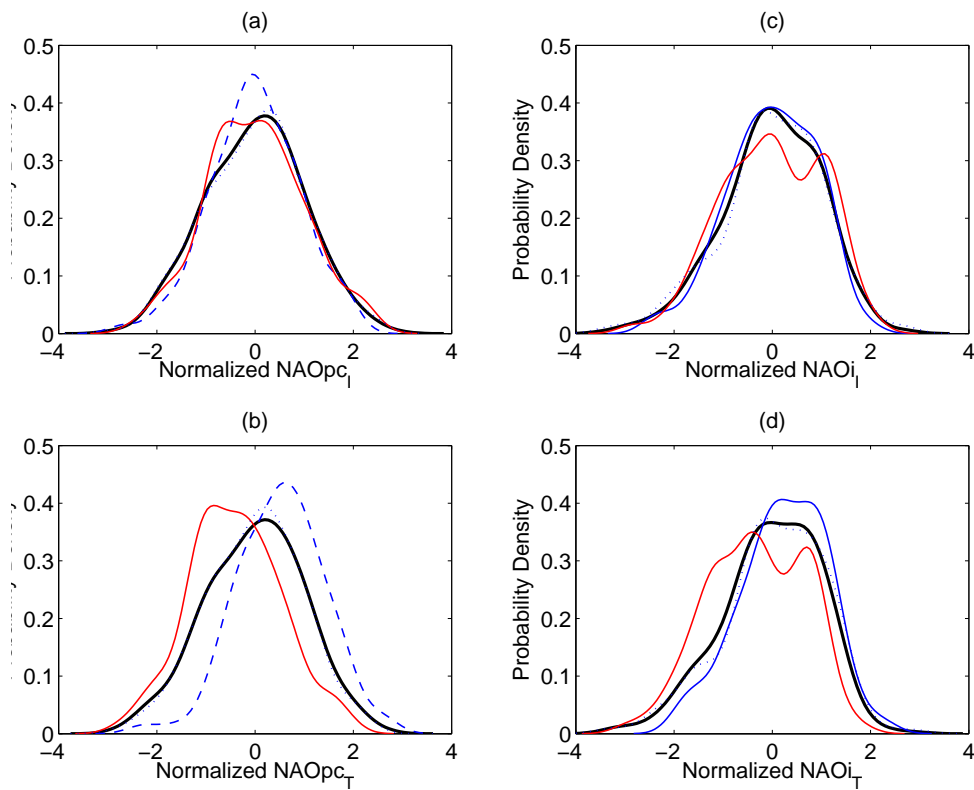 (a)
0.5
0.4
0.3
0.2
0.1
0
−4 −2 0 2 4
Normalized NAOpc_I
(c)
Probability Density
0.5
0.4
0.3
0.2
0.1
0
−4 −2 0 2 4
Normalized NAOi_I
(b)
0.5
0.4
0.3
0.2
0.1
0
−4 −2 0 2 4
Normalized NAOpc_T
(d)
Probability Density
0.5
0.4
0.3
0.2
0.1
0
−4 −2 0 2 4
Normalized NAOi_T